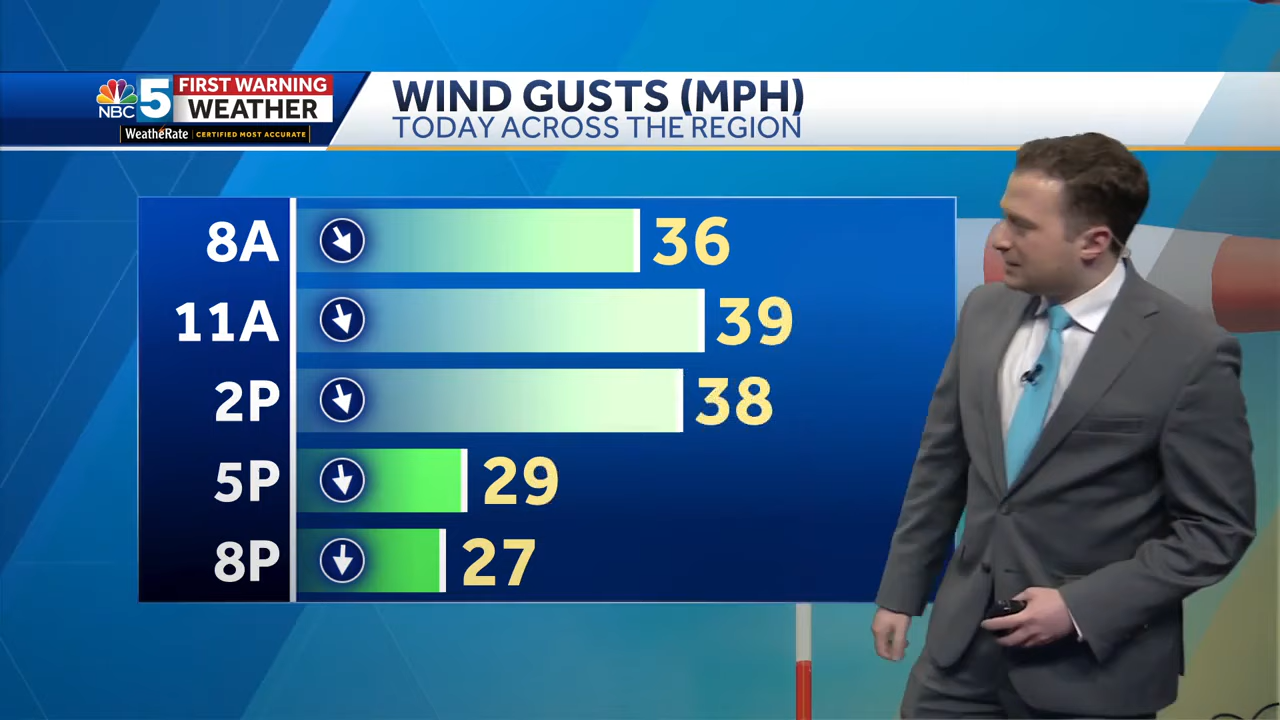 NBC 5 FIRST WARNING
WEATHER
WeatheRate CERTIFIED MOST ACCURATE
WIND GUSTS (MPH)
TODAY ACROSS THE REGION
8A 36
11A 39
2P 38
5P 29
8P 27